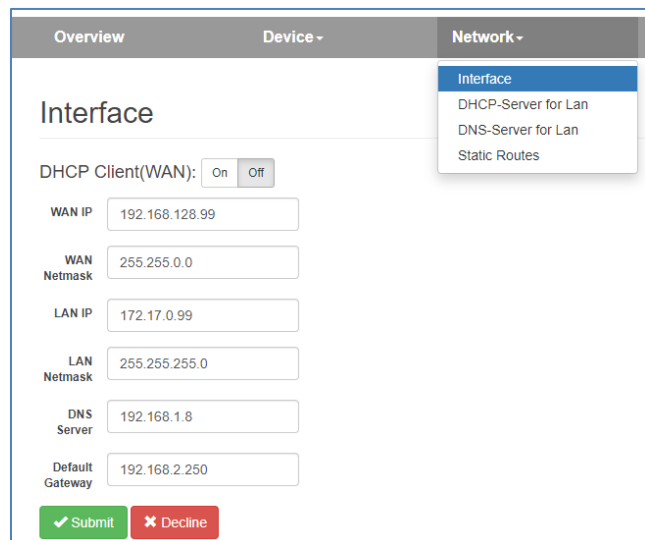 Overview Device Network
Interface
DHCP-Server for Lan
DNS-Server for Lan
Static Routes
Interface
DHCP Client(WAN): On Off
WAN IP 192.168.128.99
WAN
Netmask
255.255.0.0
LAN IP 172.17.0.99
LAN
Netmask
255.255.255.0
DNS
Server
192.168.1.8
Default
Gateway
192.168.2.250
Submit Decline